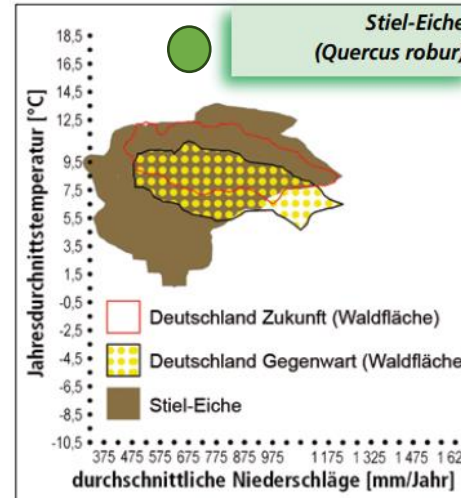 Stiel-Eiche
(Quercus robur)
Jahresdurchschnittstemperatur [°C]
18,5
16,5
14,5
12,5
9,5
7,5
5,5
3,5
1,5
-0,5
-2,5
-4,5
-6,5
-8,5
-10,5
Deutschland Zukunft (Waldfläche)
Deutschland Gegenwart (Waldfläche
Stiel-Eiche
375 475 575 675 775 875 975 1175 1325 1475 1 62
durchschnittliche Niederschläge [mm/Jahr]